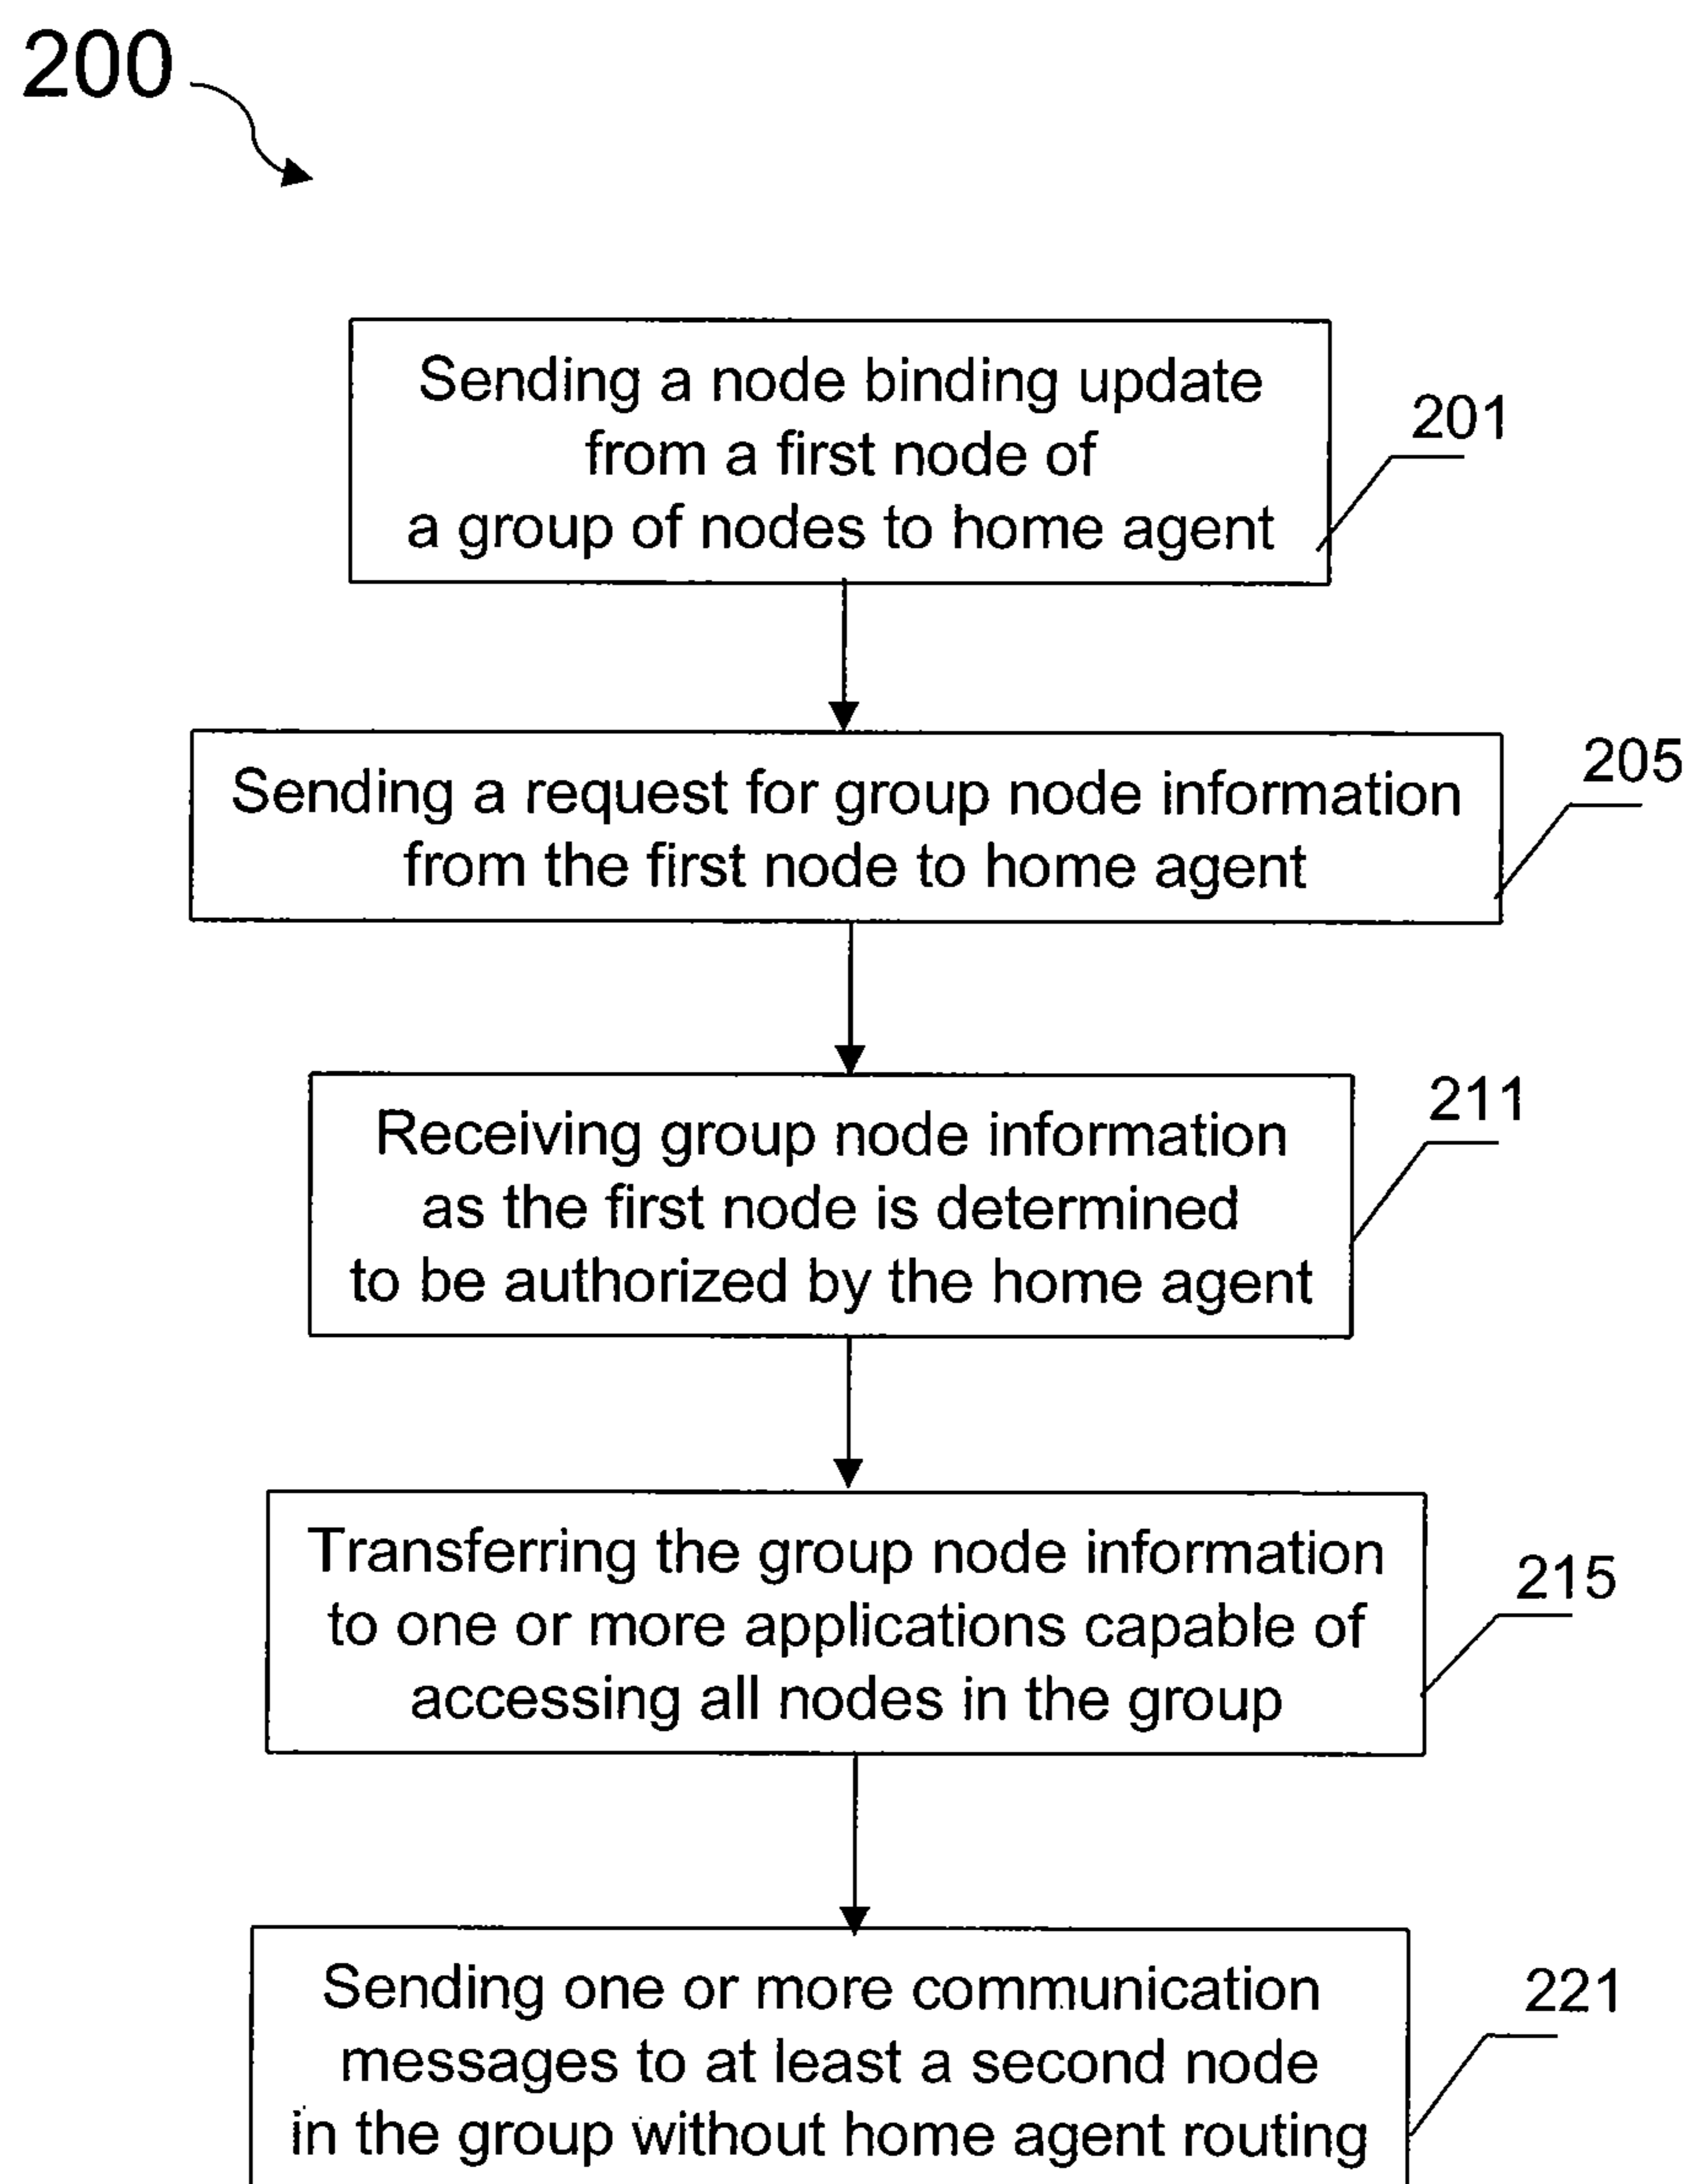 200
Sending a node binding update
from a first node of
a group of nodes to home agent
201
Sending a request for group node information
from the first node to home agent
205
Receiving group node information
as the first node is determined
to be authorized by the home agent
211
Transferring the group node information
to one or more applications capable of
accessing all nodes in the group
215
Sending one or more communication
messages to at least a second node
in the group without home agent routing
221